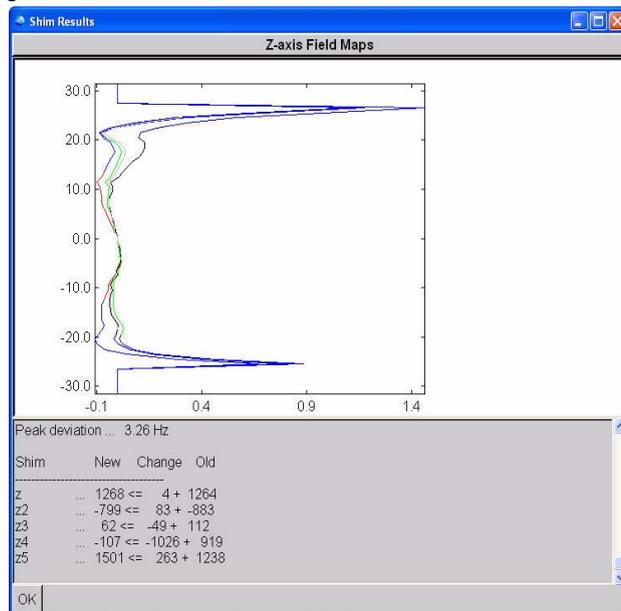 Shim Results
Z-axis Field Maps
30.0
20.0
10.0
0.0
-10.0
-20.0
-30.0
-0.1 0.4 0.9 1.4
Peak deviation ... 3.26 Hz
Shim New Change Old
-------------------------------------
z ... 1268 <= 4 + 1264
z2 ... -799 <= 83 + -883
z3 ... 62 <= -49 + 112
z4 ... -107 <= -1026 + 919
z5 ... 1501 <= 263 + 1238
OK